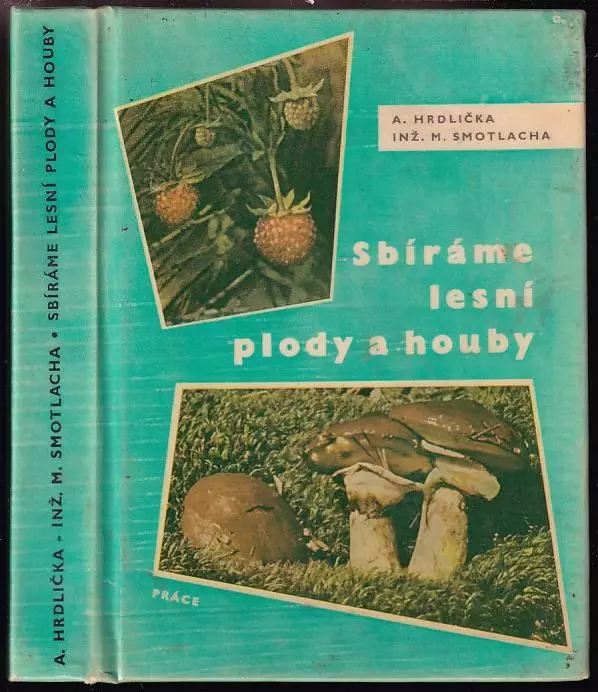 A. HRDLIČKA - INŽ. M. SMOTLACHA • SBÍRÁME LESNÍ PLODY A HOUBY
A. HRDLIČKA
INŽ. M. SMOTLACHA
Sbíráme
lesní
plody a houby
PRÁCE